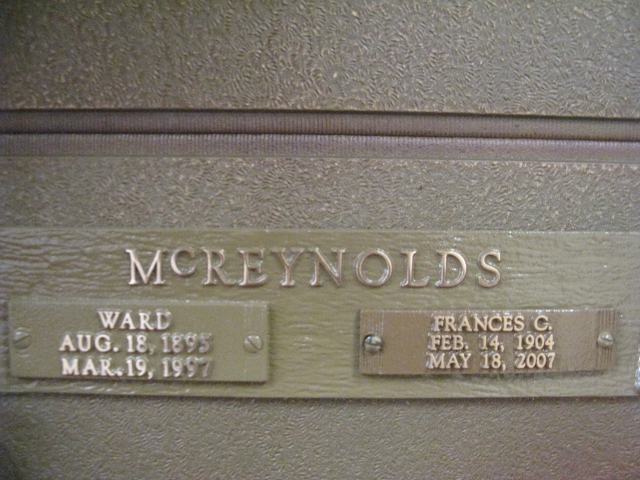 McREYNOLDS
WARD
AUG. 18, 1895
MAR. 19, 1997
FRANCES G.
FEB. 14, 1904
MAY 18, 2007